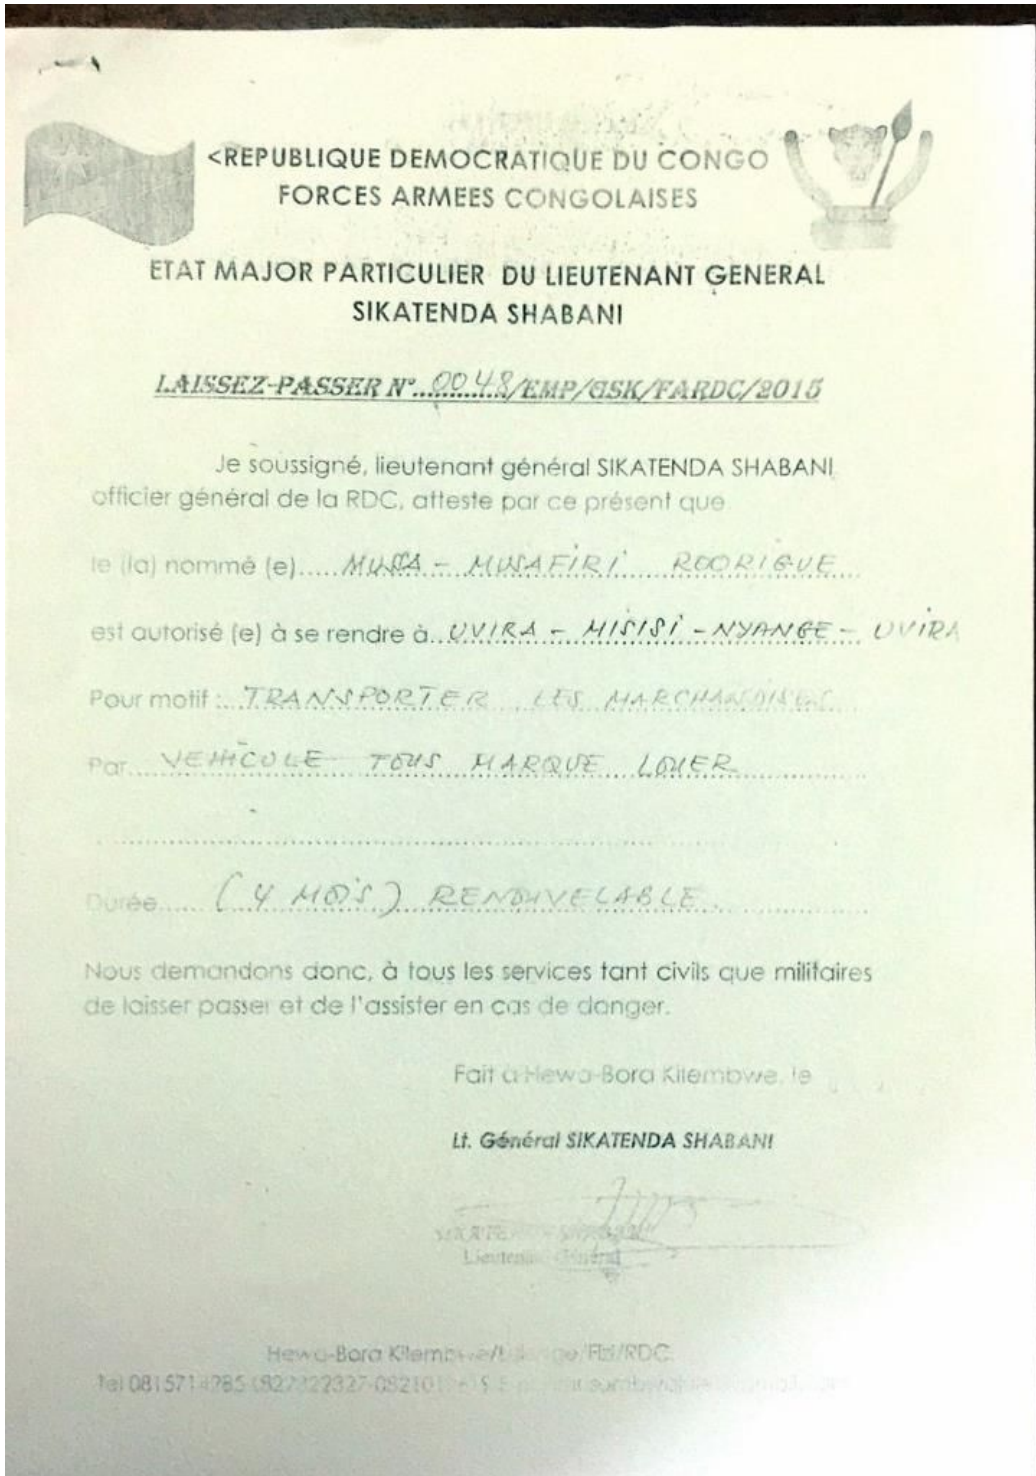 <REPUBLIQUE DEMOCRATIQUE DU CONGO
FORCES ARMEES CONGOLAISES
ETAT MAJOR PARTICULIER DU LIEUTENANT GENERAL
SIKATENDA SHABANI
LAISSEZ-PASSER N°...0048/EMP/GSK/FARDC/2015
Je soussigné, lieutenant général SIKATENDA SHABANI
officier général de la RDC, atteste par ce présent que
le (la) nommé (e)..... MUSSA - MUSAFIRI RODRIGUE
est autorisé (e) à se rendre à.. UVIRA - MISISI - NYANGE - UVIRA
Pour motif :.. TRANSPORTER LES MARCHANDISES
Par.... VEHICULE TOUS MARQUE LOUER
Durée..... (4 MOIS) RENOUVELABLE.
Nous demandons donc, à tous les services tant civils que militaires
de laisser passer et de l'assister en cas de danger.
Fait à Hewa-Bora Kilembwe, le
Lt. Général SIKATENDA SHABANI
Lieutenant Général
Hewa-Bora Kilembwe /Fizi/RDC.
Tel